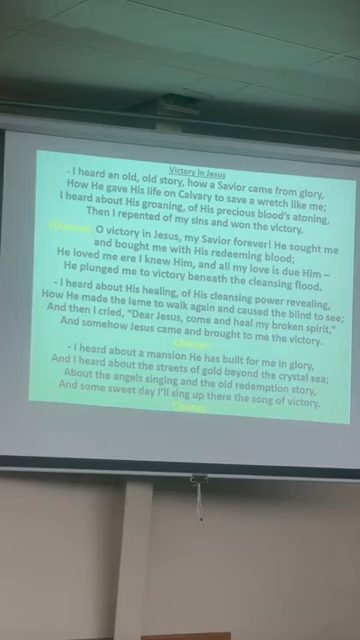 Victory In Jesus
- I heard an old, old story, how a Savior came from glory,
How He gave His life on Calvary to save a wretch like me;
I heard about His groaning, of His precious blood's atoning,
Then I repented of my sins and won the victory.
(Chorus) O victory in Jesus, my Savior forever! He sought me
and bought me with His redeeming blood;
He loved me ere I knew Him, and all my love is due Him –
He plunged me to victory beneath the cleansing flood.
- I heard about His healing, of His cleansing power revealing,
How He made the lame to walk again and caused the blind to see;
And then I cried, "Dear Jesus, come and heal my broken spirit,"
And somehow Jesus came and brought to me the victory.
Chorus:
- I heard about a mansion He has built for me in glory,
And I heard about the streets of gold beyond the crystal sea;
About the angels singing and the old redemption story,
And some sweet day I'll sing up there the song of victory.
Chorus: